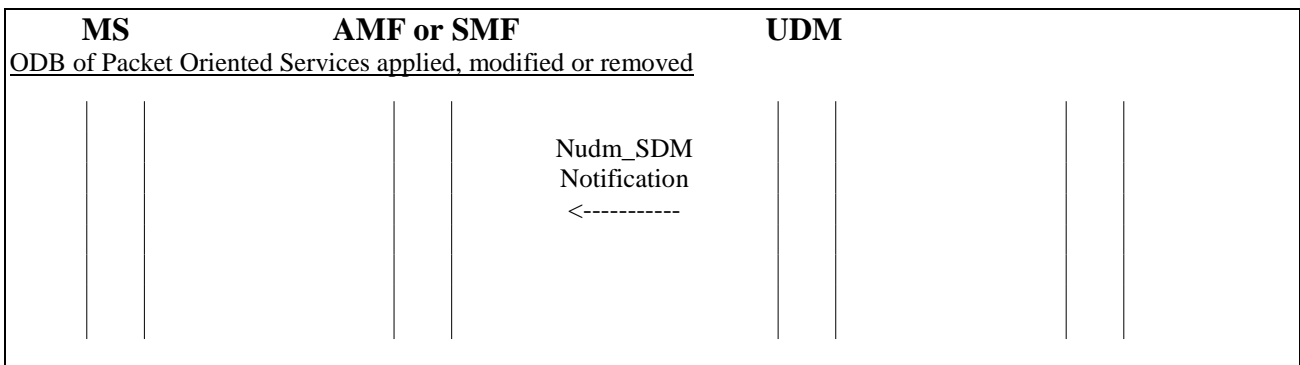 MS AMF or SMF UDM
ODB of Packet Oriented Services applied, modified or removed
Nudm_SDM
Notification
<-----------